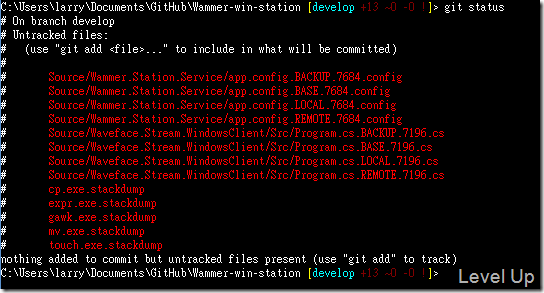 C:\Users\larry\Documents\GitHub\Wammer-win-station [develop +13 ~0 -0 !]> git status
# On branch develop
# Untracked files:
#   (use "git add <file>..." to include in what will be committed)
#
#       Source/Wammer.Station.Service/app.config.BACKUP.7684.config
#       Source/Wammer.Station.Service/app.config.BASE.7684.config
#       Source/Wammer.Station.Service/app.config.LOCAL.7684.config
#       Source/Wammer.Station.Service/app.config.REMOTE.7684.config
#       Source/Waveface.Stream.WindowsClient/Src/Program.cs.BACKUP.7196.cs
#       Source/Waveface.Stream.WindowsClient/Src/Program.cs.BASE.7196.cs
#       Source/Waveface.Stream.WindowsClient/Src/Program.cs.LOCAL.7196.cs
#       Source/Waveface.Stream.WindowsClient/Src/Program.cs.REMOTE.7196.cs
#       cp.exe.stackdump
#       expr.exe.stackdump
#       gawk.exe.stackdump
#       mv.exe.stackdump
#       touch.exe.stackdump
nothing added to commit but untracked files present (use "git add" to track)
C:\Users\larry\Documents\GitHub\Wammer-win-station [develop +13 ~0 -0 !]>
Level Up